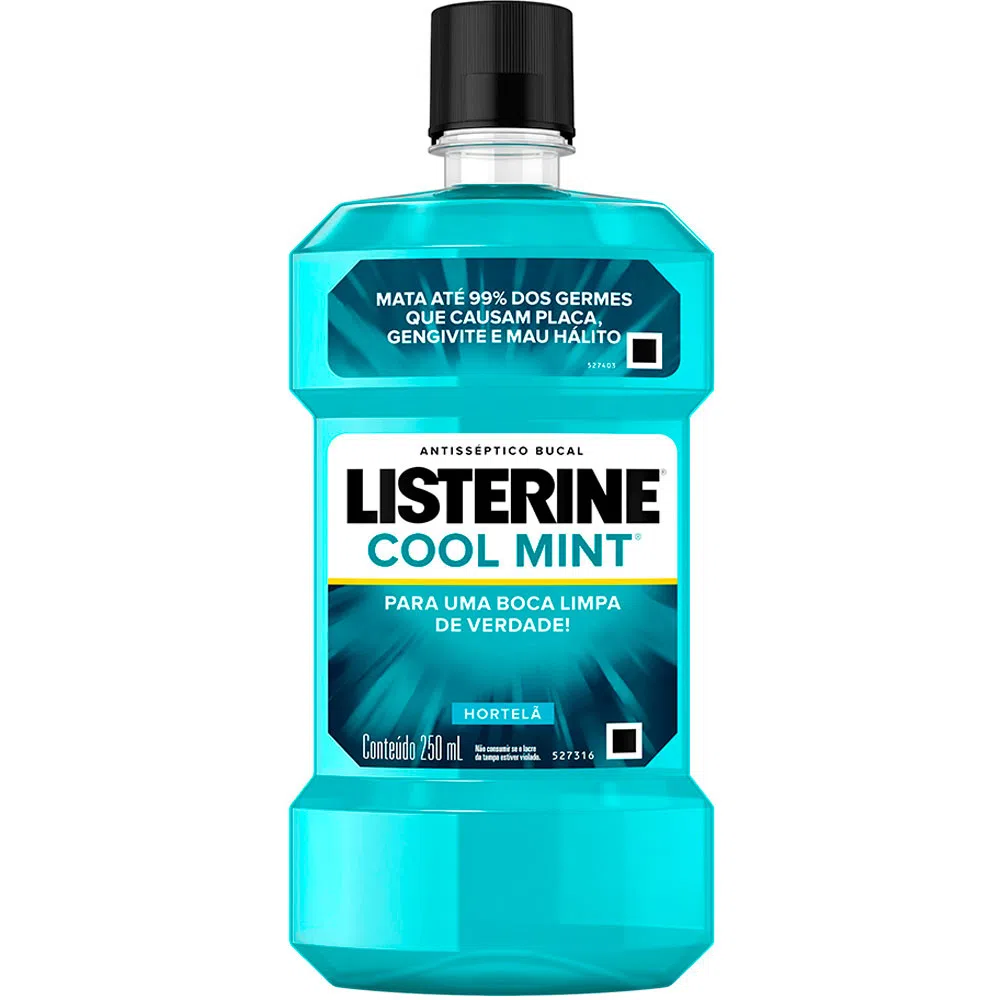 MATA ATÉ 99% DOS GERMES
QUE CAUSAM PLACA,
GENGIVITE E MAU HÁLITO
527403
ANTISSÉPTICO BUCAL
LISTERINE®
COOL MINT®
PARA UMA BOCA LIMPA
DE VERDADE!
HORTELÃ
Conteúdo 250 mL
Não consumir se o lacre
da tampa estiver violado.
527316